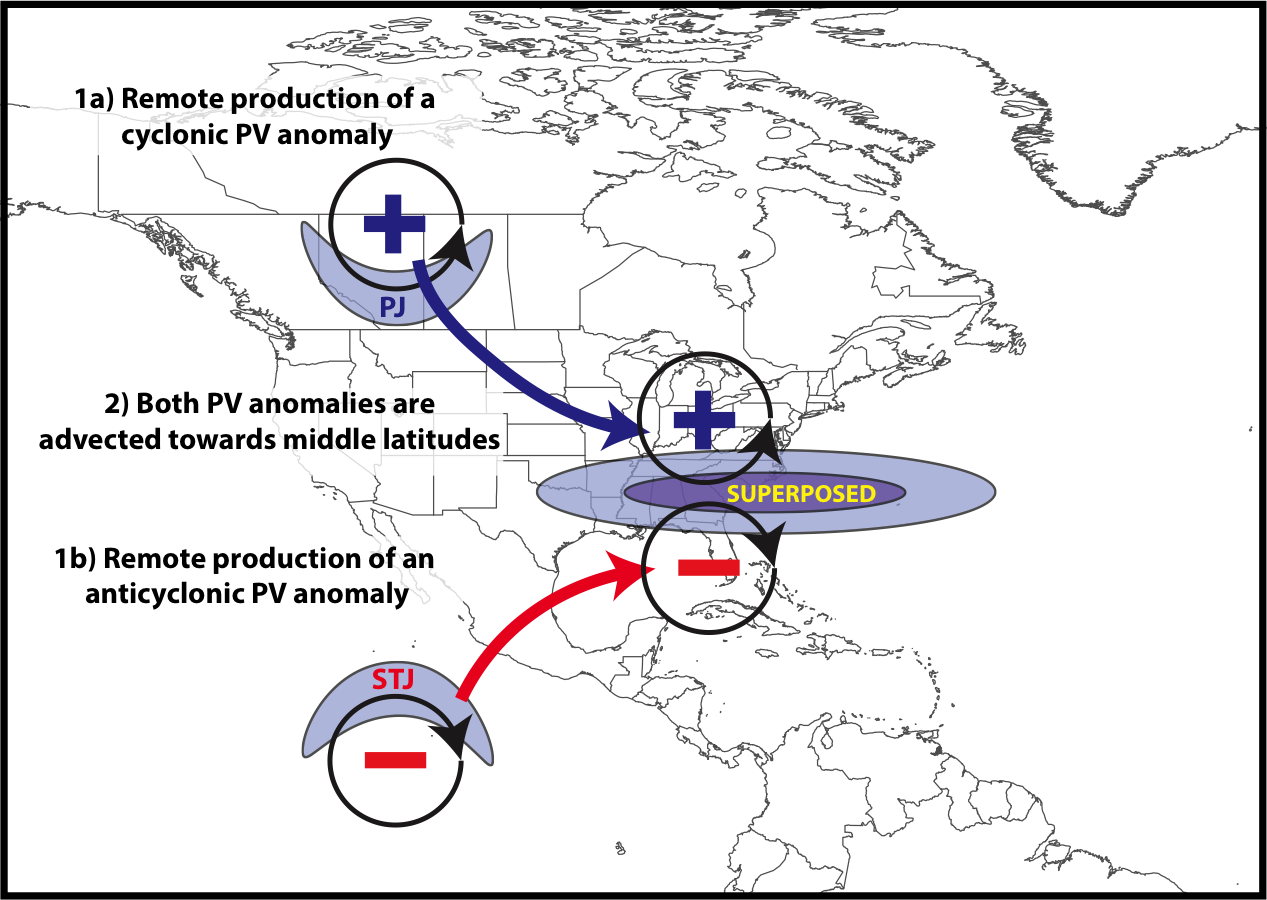 1a) Remote production of a
cyclonic PV anomaly
PJ
2) Both PV anomalies are
advected towards middle latitudes
SUPERPOSED
1b) Remote production of an
anticyclonic PV anomaly
STJ